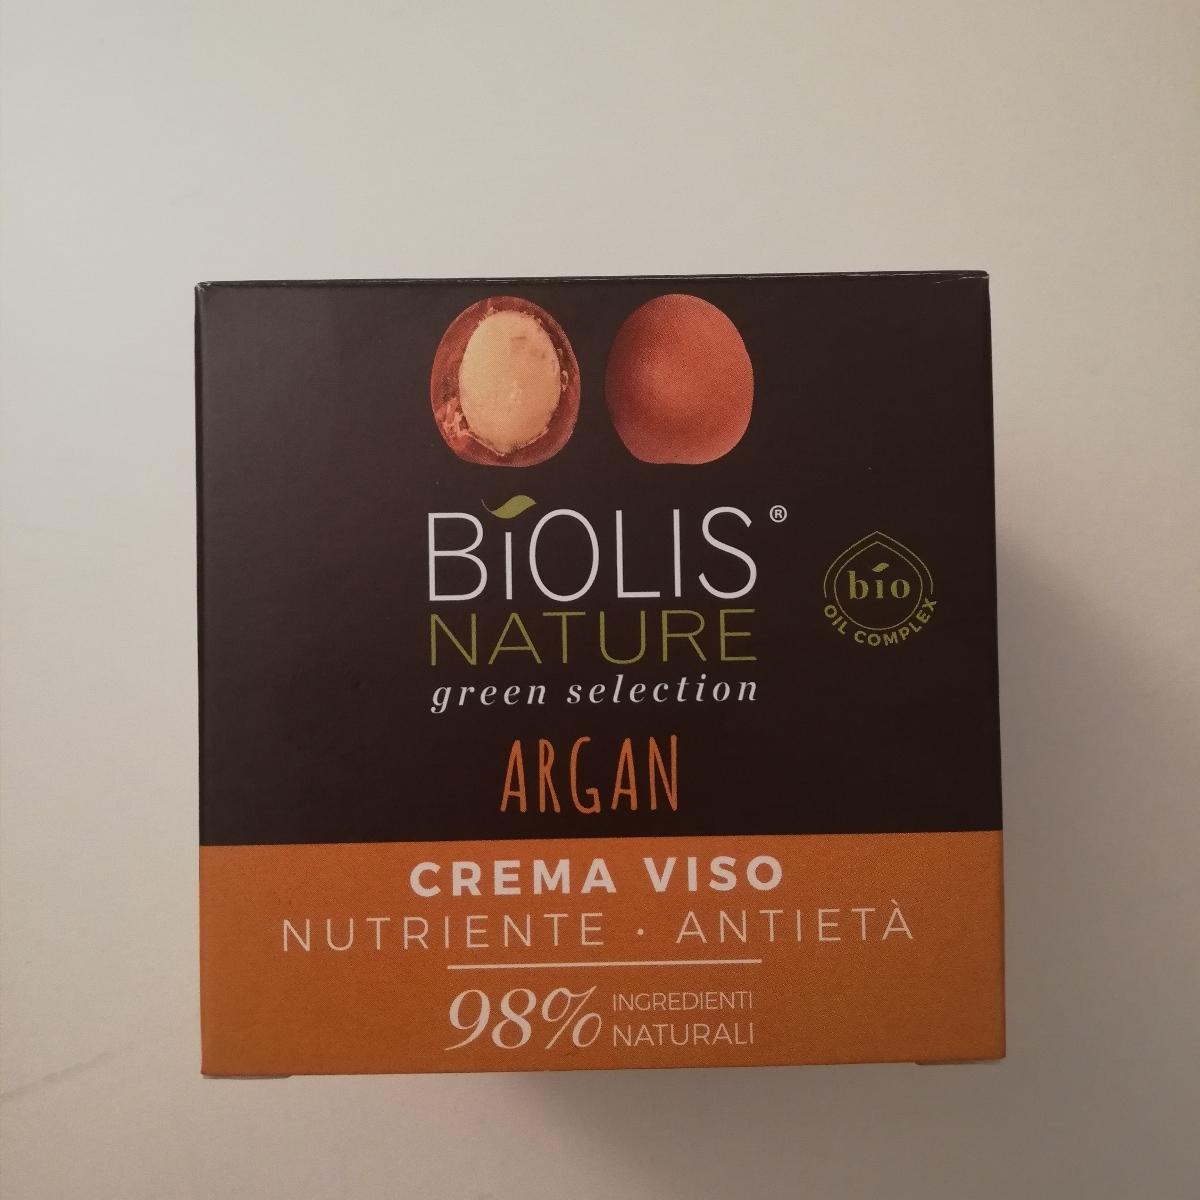 BIOLIS®
NATURE
green selection
bio
OIL COMPLEX
ARGAN
CREMA VISO
NUTRIENTE · ANTIETÀ
98% INGREDIENTI
NATURALI